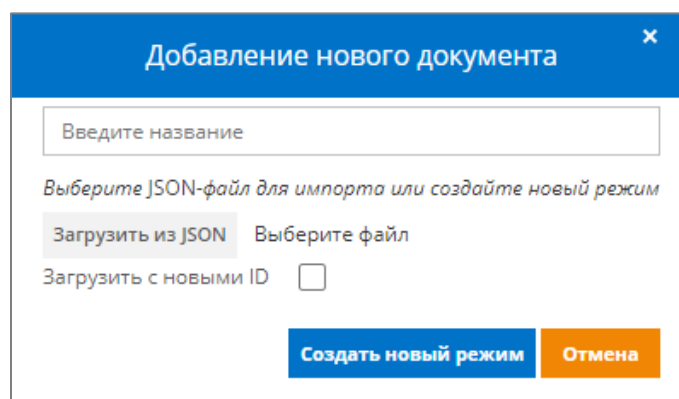 Добавление нового документа
Введите название
Выберите JSON-файл для импорта или создайте новый режим
Загрузить из JSON Выберите файл
Загрузить с новыми ID
Создать новый режим Отмена